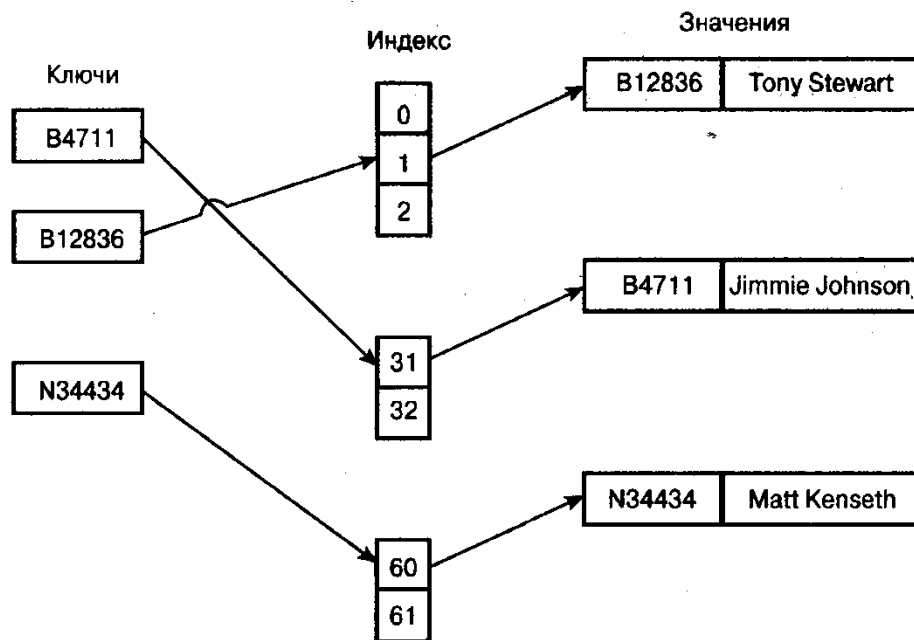 Ключи
B4711
B12836
N34434
Индекс
0
1
2
31
32
60
61
Значения
B12836 Tony Stewart
B4711 Jimmie Johnson
N34434 Matt Kenseth